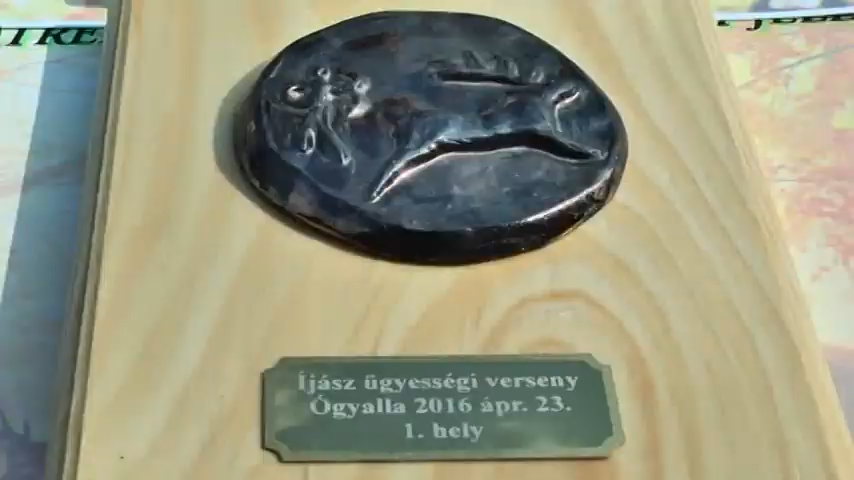 Íjász ügyességi verseny
Ógyalla 2016 ápr. 23.
1. hely